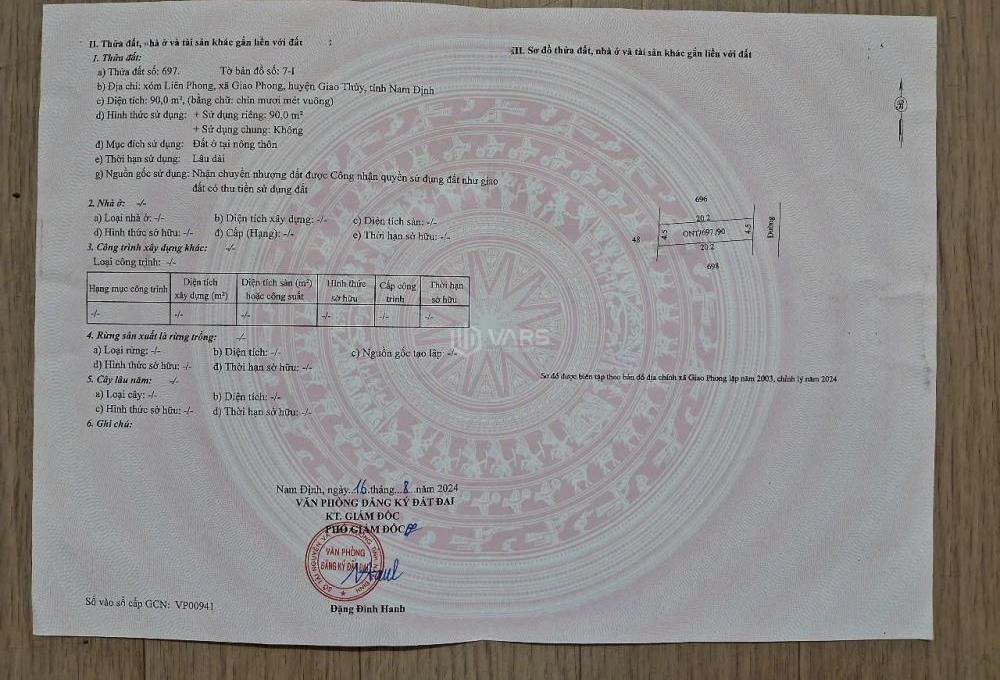 II. Thửa đất, nhà ở và tài sản khác gắn liền với đất
1. Thửa đất:
a) Thửa đất số: 697. Tờ bản đồ số: 7-I
b) Địa chỉ: xóm Liên Phong, xã Giao Phong, huyện Giao Thủy, tỉnh Nam Định
c) Diện tích: 90,0 m², (bằng chữ: chín mươi mét vuông)
d) Hình thức sử dụng: + Sử dụng riêng: 90,0 m²
+ Sử dụng chung: Không
đ) Mục đích sử dụng: Đất ở tại nông thôn
e) Thời hạn sử dụng: Lâu dài
g) Nguồn gốc sử dụng: Nhận chuyển nhượng đất được Công nhận quyền sử dụng đất như giao
đất có thu tiền sử dụng đất
2. Nhà ở: -/-
a) Loại nhà ở: -/- b) Diện tích xây dựng: -/- c) Diện tích sàn: -/-
d) Hình thức sở hữu: -/- đ) Cấp (Hạng): -/- e) Thời hạn sở hữu: -/-
3. Công trình xây dựng khác: -/-
Loại công trình: -/-
Hạng mục công trình | Diện tích xây dựng (m²) | Diện tích sàn (m²) hoặc công suất | Hình thức sở hữu | Cấp công trình | Thời hạn sở hữu
-/- | -/- | -/- | -/- | -/- | -/-
4. Rừng sản xuất là rừng trồng: -/-
a) Loại rừng: -/- b) Diện tích: -/- c) Nguồn gốc tạo lập: -/-
d) Hình thức sở hữu: -/- đ) Thời hạn sở hữu: -/-
5. Cây lâu năm: -/-
a) Loại cây: -/- b) Diện tích: -/-
c) Hình thức sở hữu: -/- d) Thời hạn sở hữu: -/-
6. Ghi chú:
Nam Định, ngày 16 tháng 8 năm 2024
VĂN PHÒNG ĐĂNG KÝ ĐẤT ĐAI
KT. GIÁM ĐỐC
PHÓ GIÁM ĐỐC
VĂN PHÒNG
ĐĂNG KÝ ĐẤT ĐAI
Đặng Đình Hanh
Số vào sổ cấp GCN: VP00941
III. Sơ đồ thửa đất, nhà ở và tài sản khác gắn liền với đất
696
20.2
48
4.5
ONT/697/90
4.5
Đường
20.2
698
Sơ đồ được biên tập theo bản đồ địa chính xã Giao Phong lập năm 2003, chỉnh lý năm 2024
VARS